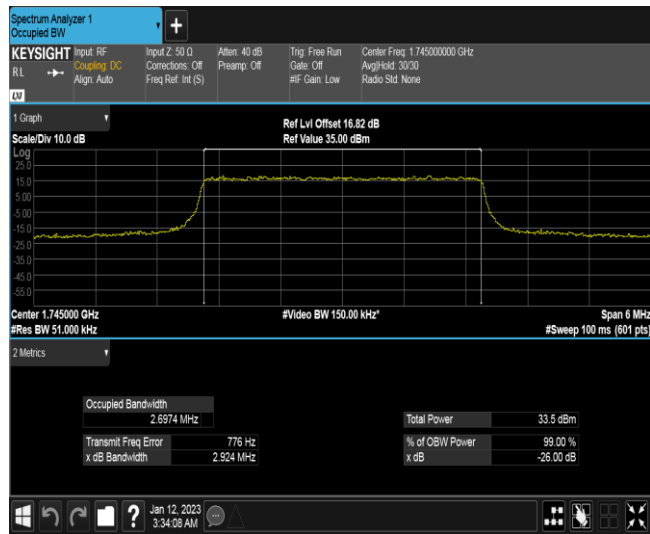 Spectrum Analyzer 1
Occupied BW
+
KEYSIGHT
RL
LXI
Input: RF
Coupling: DC
Align: Auto
Input Z: 50 Ω
Corrections: Off
Freq Ref: Int (S)
Atten: 40 dB
Preamp: Off
Trig: Free Run
Gate: Off
#IF Gain: Low
Center Freq: 1.745000000 GHz
Avg|Hold: 30/30
Radio Std: None
1 Graph
Scale/Div 10.0 dB
Ref Lvl Offset 16.82 dB
Ref Value 35.00 dBm
Log
25.0
15.0
5.00
-5.00
-15.0
-25.0
-35.0
-45.0
-55.0
Center 1.745000 GHz
#Video BW 150.00 kHz*
Span 6 MHz
#Res BW 51.000 kHz
#Sweep 100 ms (601 pts)
2 Metrics
Occupied Bandwidth
2.6974 MHz
Total Power 33.5 dBm
Transmit Freq Error 776 Hz
% of OBW Power 99.00 %
x dB Bandwidth 2.924 MHz
x dB -26.00 dB
?
Jan 12, 2023
3:34:08 AM